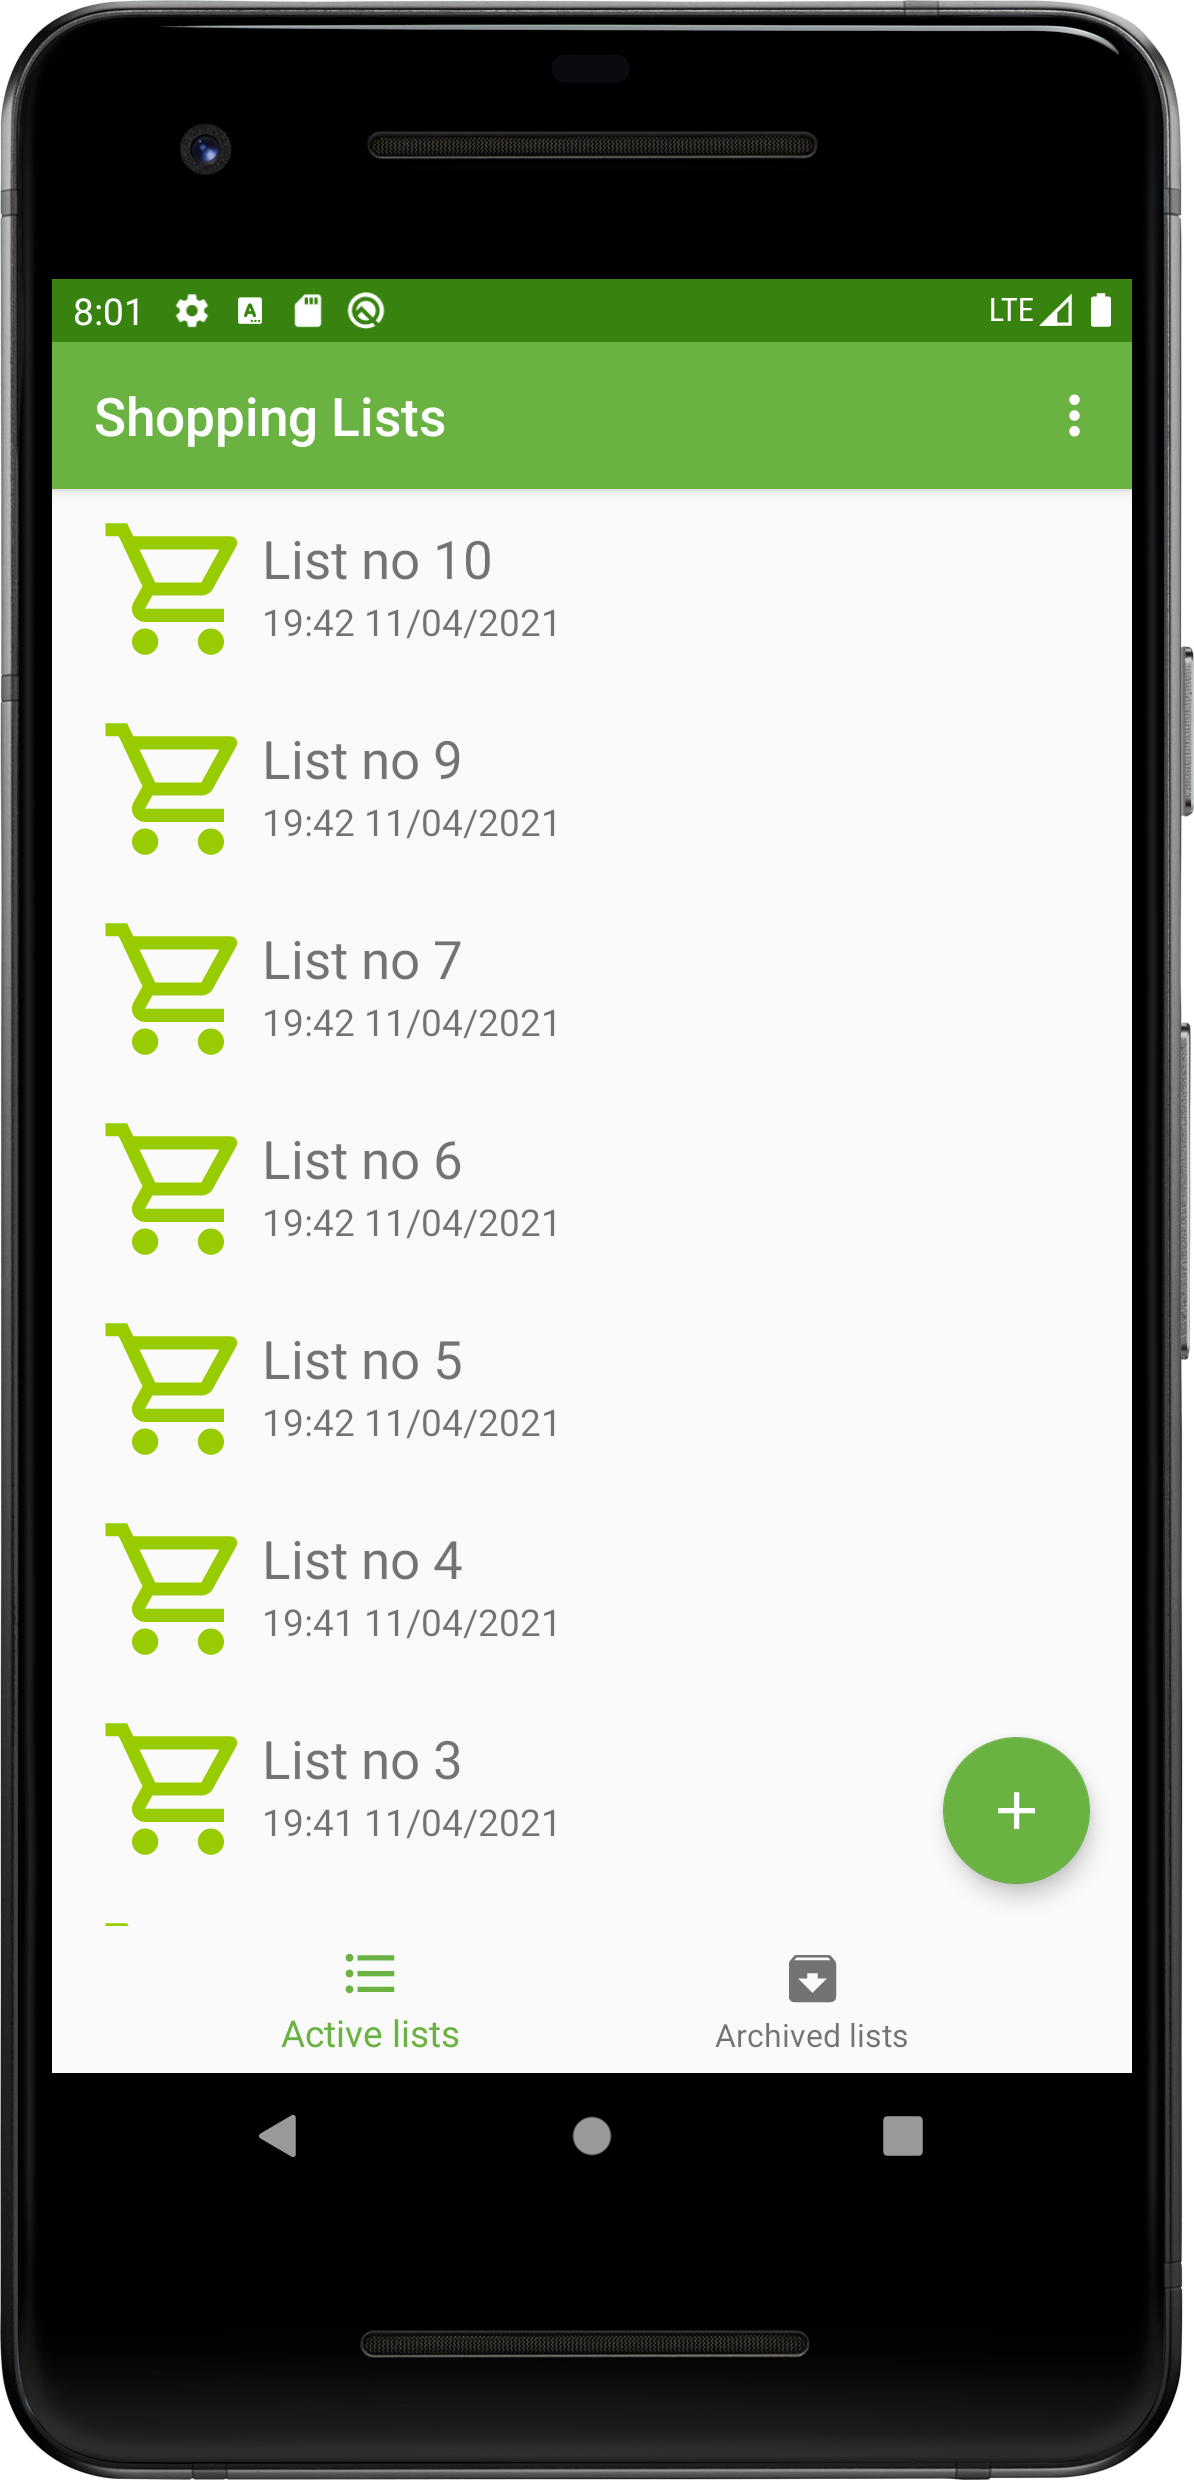 8:01 LTE
Shopping Lists
List no 10
19:42 11/04/2021
List no 9
19:42 11/04/2021
List no 7
19:42 11/04/2021
List no 6
19:42 11/04/2021
List no 5
19:42 11/04/2021
List no 4
19:41 11/04/2021
List no 3
19:41 11/04/2021
Active lists
Archived lists